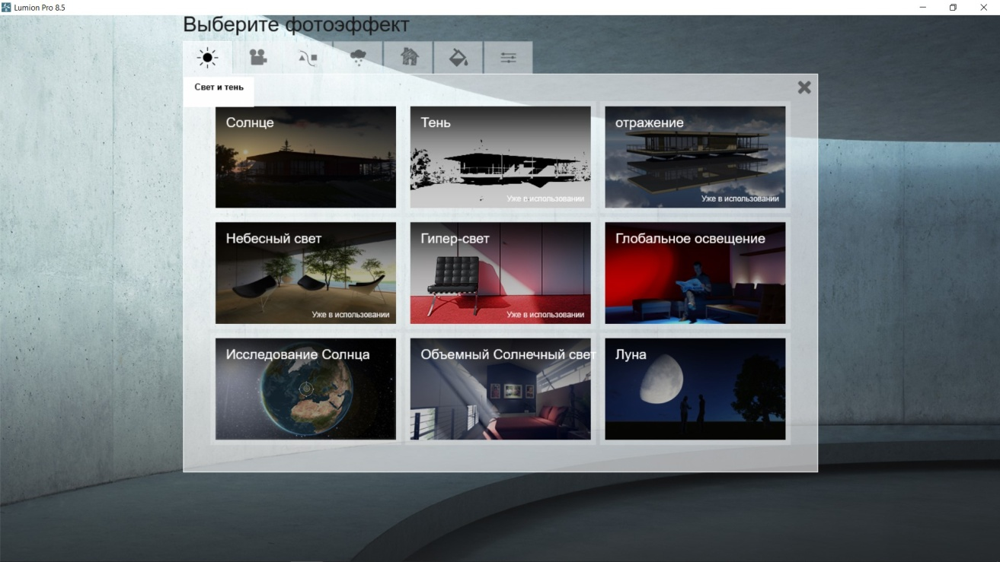 Lumion Pro 8.5
Выберите фотоэффект
Свет и тень
Солнце
Тень
Уже в использовании
отражение
Уже в использовании
Небесный свет
Уже в использовании
Гипер-свет
Уже в использовании
Глобальное освещение
Исследование Солнца
Объемный Солнечный свет
Луна